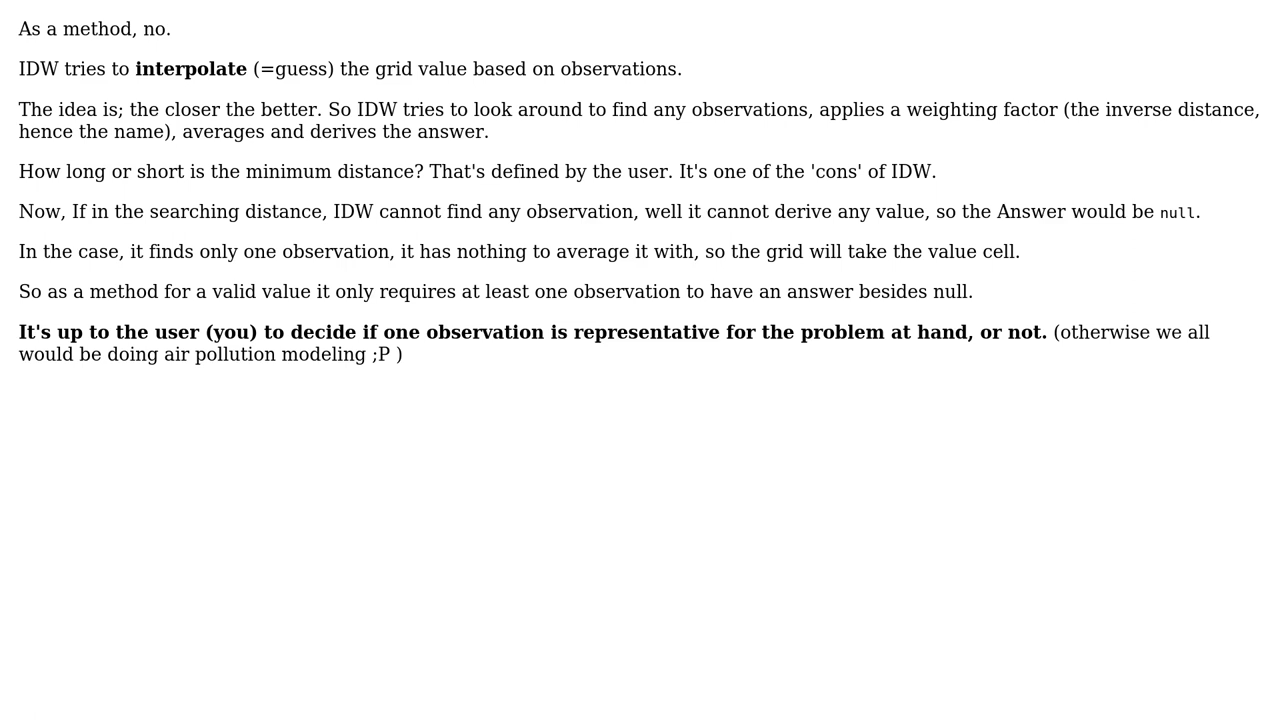 As a method, no.
IDW tries to interpolate (=guess) the grid value based on observations.
The idea is; the closer the better. So IDW tries to look around to find any observations, applies a weighting factor (the inverse distance,
hence the name), averages and derives the answer.
How long or short is the minimum distance? That's defined by the user. It's one of the 'cons' of IDW.
Now, If in the searching distance, IDW cannot find any observation, well it cannot derive any value, so the Answer would be null.
In the case, it finds only one observation, it has nothing to average it with, so the grid will take the value cell.
So as a method for a valid value it only requires at least one observation to have an answer besides null.
It's up to the user (you) to decide if one observation is representative for the problem at hand, or not. (otherwise we all
would be doing air pollution modeling ;P )